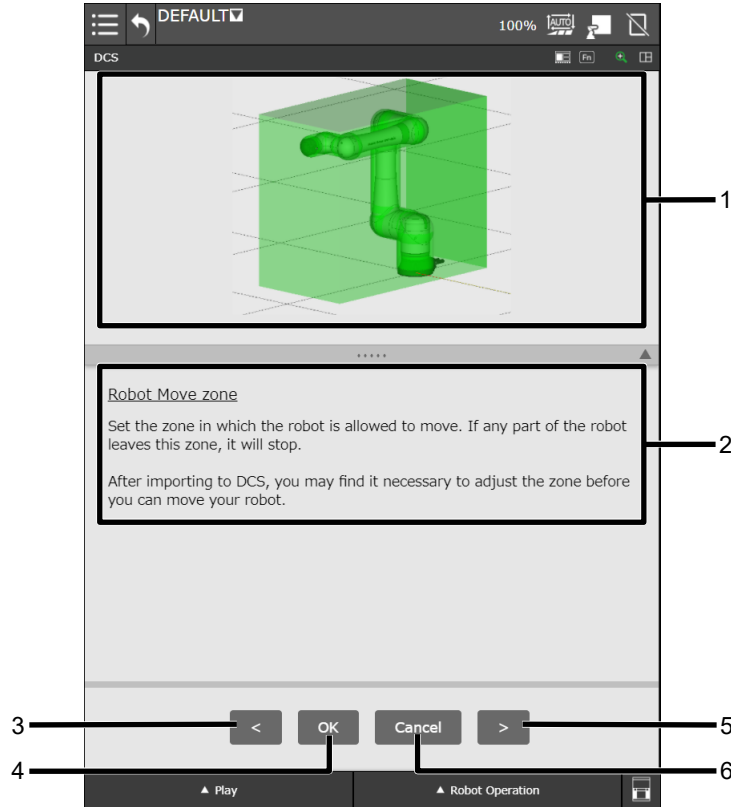 DEFAULT
100%
AUTO
DCS
Fn
1
Robot Move zone
Set the zone in which the robot is allowed to move. If any part of the robot
leaves this zone, it will stop.
2
After importing to DCS, you may find it necessary to adjust the zone before
you can move your robot.
3
<
OK
Cancel
>
5
4
6
▲ Play
▲ Robot Operation